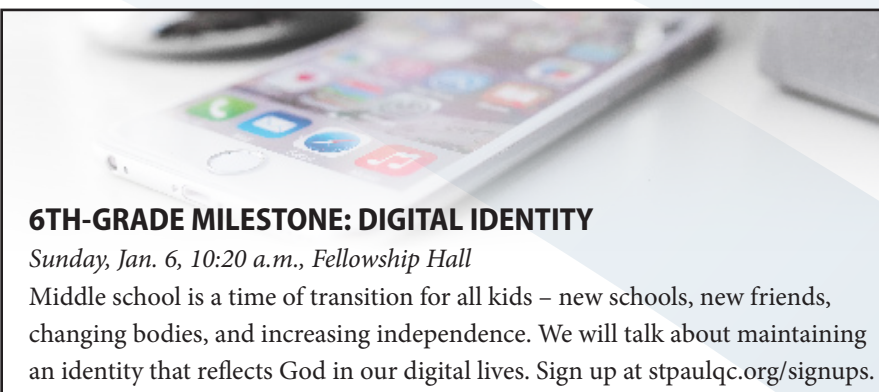 6TH-GRADE MILESTONE: DIGITAL IDENTITY
Sunday, Jan. 6, 10:20 a.m., Fellowship Hall
Middle school is a time of transition for all kids – new schools, new friends,
changing bodies, and increasing independence. We will talk about maintaining
an identity that reflects God in our digital lives. Sign up at stpaulqc.org/signups.